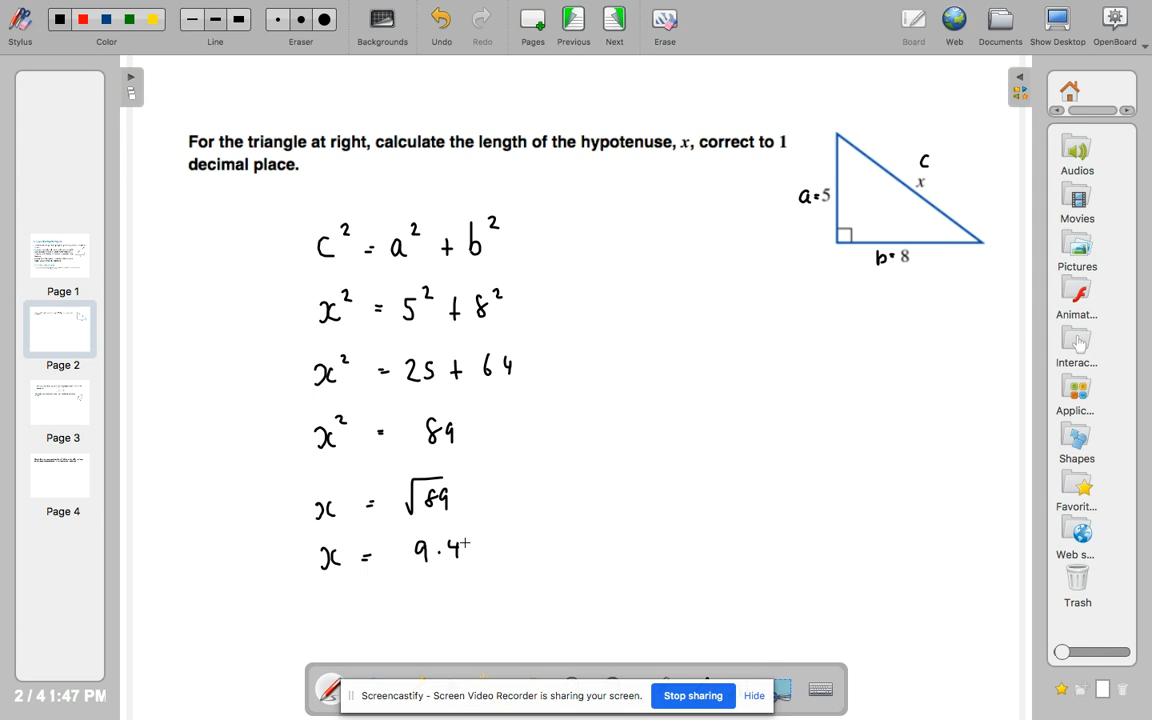 Stylus
Color
Line
Eraser
Backgrounds
Undo
Redo
Pages
Previous
Next
Erase
Board
Web
Documents
Show Desktop
OpenBoard
For the triangle at right, calculate the length of the hypotenuse, x, correct to 1
decimal place.
c
x
a=5
b=8
c² = a² + b²
x² = 5² + 8²
x² = 25 + 64
x² = 89
x = √89
x = 9.4
Page 1
Page 2
Page 3
Page 4
2 / 4 1:47 PM
Audios
Movies
Pictures
Animat...
Interac...
Applic...
Shapes
Favorit...
Web s...
Trash
Screencastify - Screen Video Recorder is sharing your screen.
Stop sharing
Hide